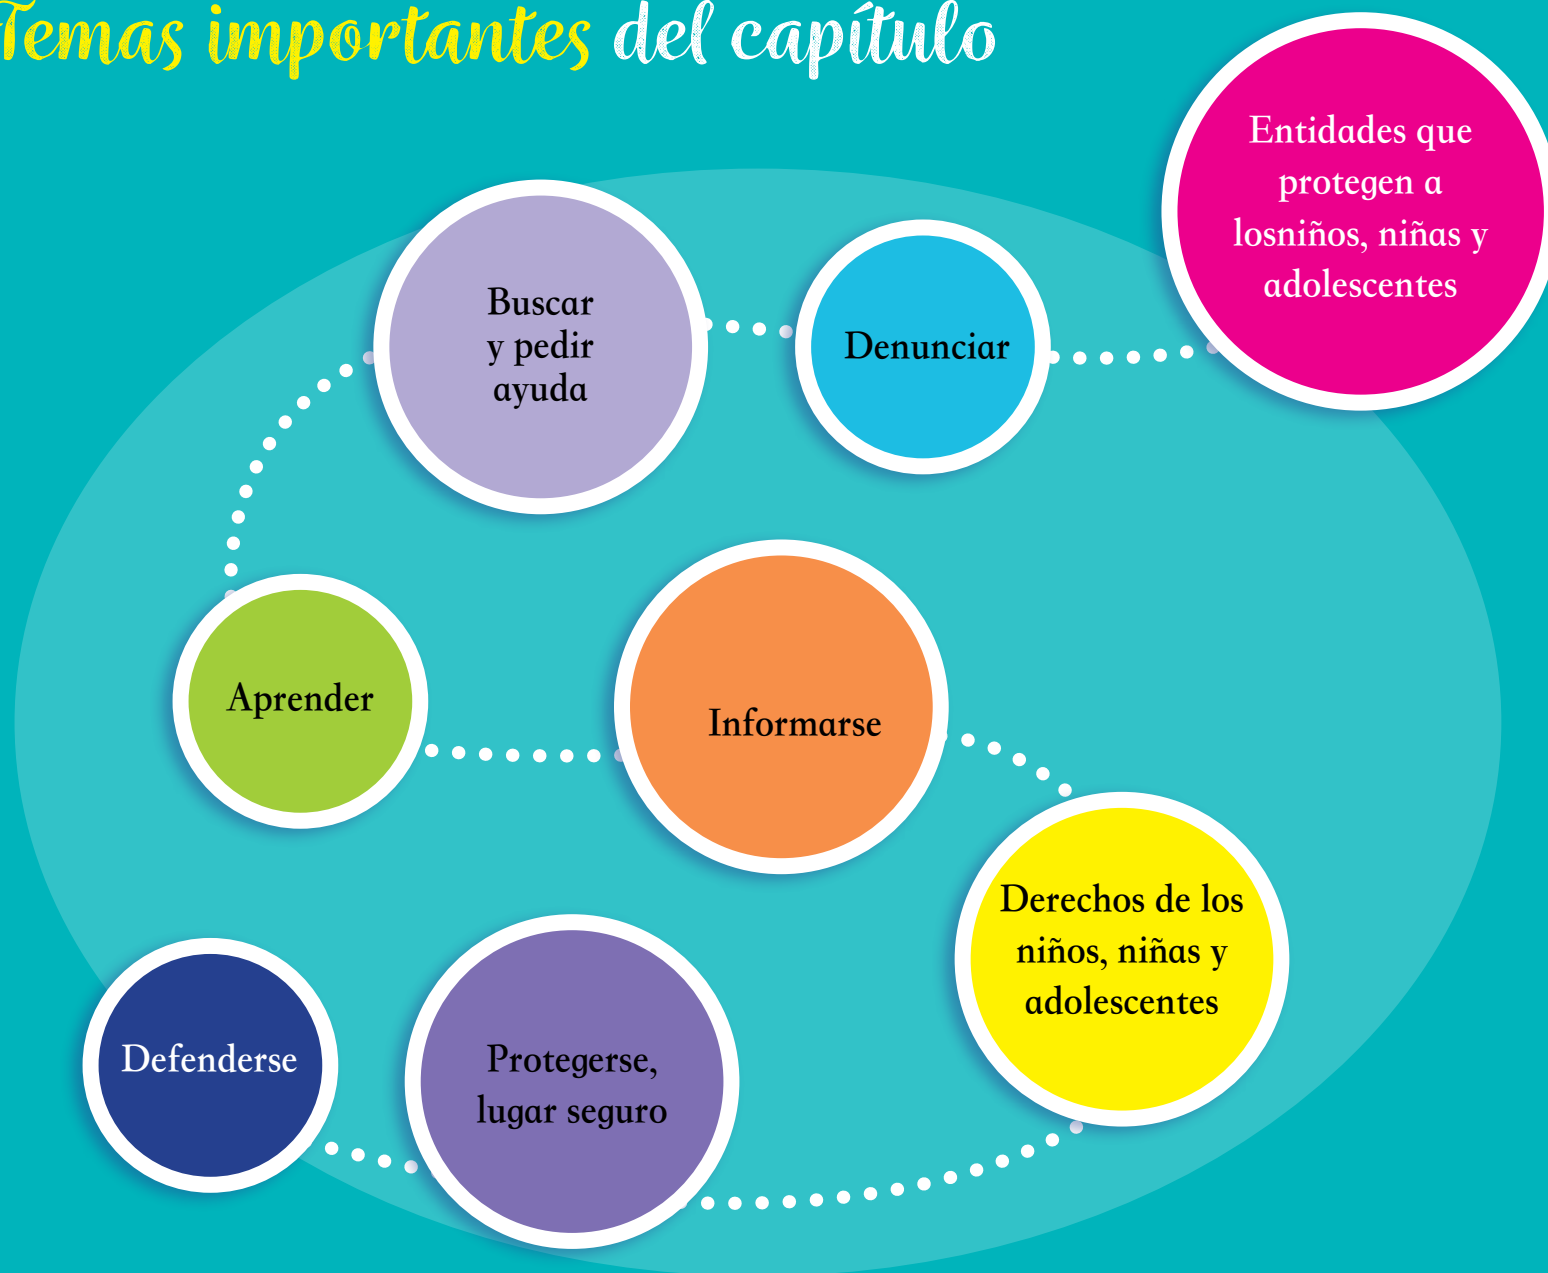 Temas importantes del capítulo
Entidades que
protegen a
losniños, niñas y
adolescentes
Buscar
y pedir
ayuda
Denunciar
Aprender
Informarse
Derechos de los
niños, niñas y
adolescentes
Defenderse
Protegerse,
lugar seguro